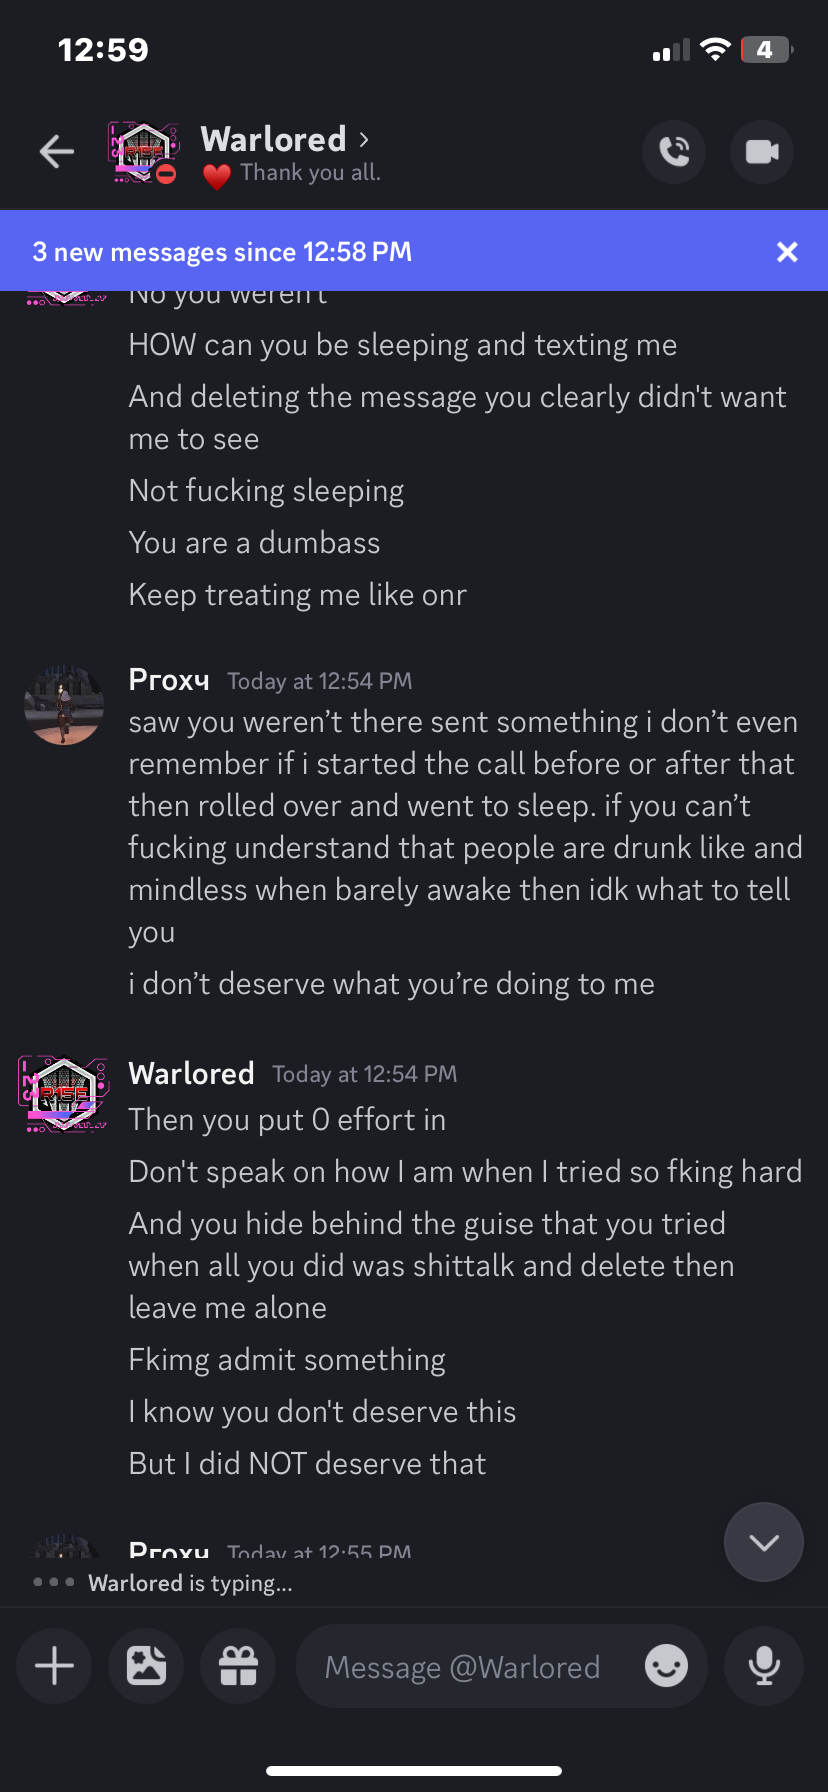 12:59
4
Warlored
Thank you all.
3 new messages since 12:58 PM
No you weren't
HOW can you be sleeping and texting me
And deleting the message you clearly didn't want
me to see
Not fucking sleeping
You are a dumbass
Keep treating me like onr
Proxч Today at 12:54 PM
saw you weren’t there sent something i don’t even
remember if i started the call before or after that
then rolled over and went to sleep. if you can’t
fucking understand that people are drunk like and
mindless when barely awake then idk what to tell
you
i don’t deserve what you’re doing to me
R1SE
Warlored Today at 12:54 PM
Then you put 0 effort in
Don't speak on how I am when I tried so fking hard
And you hide behind the guise that you tried
when all you did was shittalk and delete then
leave me alone
Fkimg admit something
I know you don't deserve this
But I did NOT deserve that
Proxч Today at 12:55 PM
Warlored is typing...
Message @Warlored